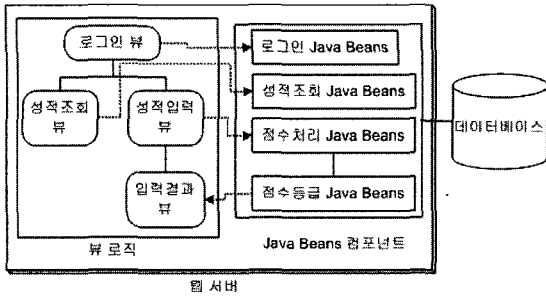 로그인 뷰
로그인 Java Beans
성적조회
뷰
성적입력
뷰
성적조회 Java Beans
점수처리 Java Beans
데이터베이스
입력결과
뷰
점수등급 Java Beans
뷰 로직
Java Beans 컴포넌트
웹 서버